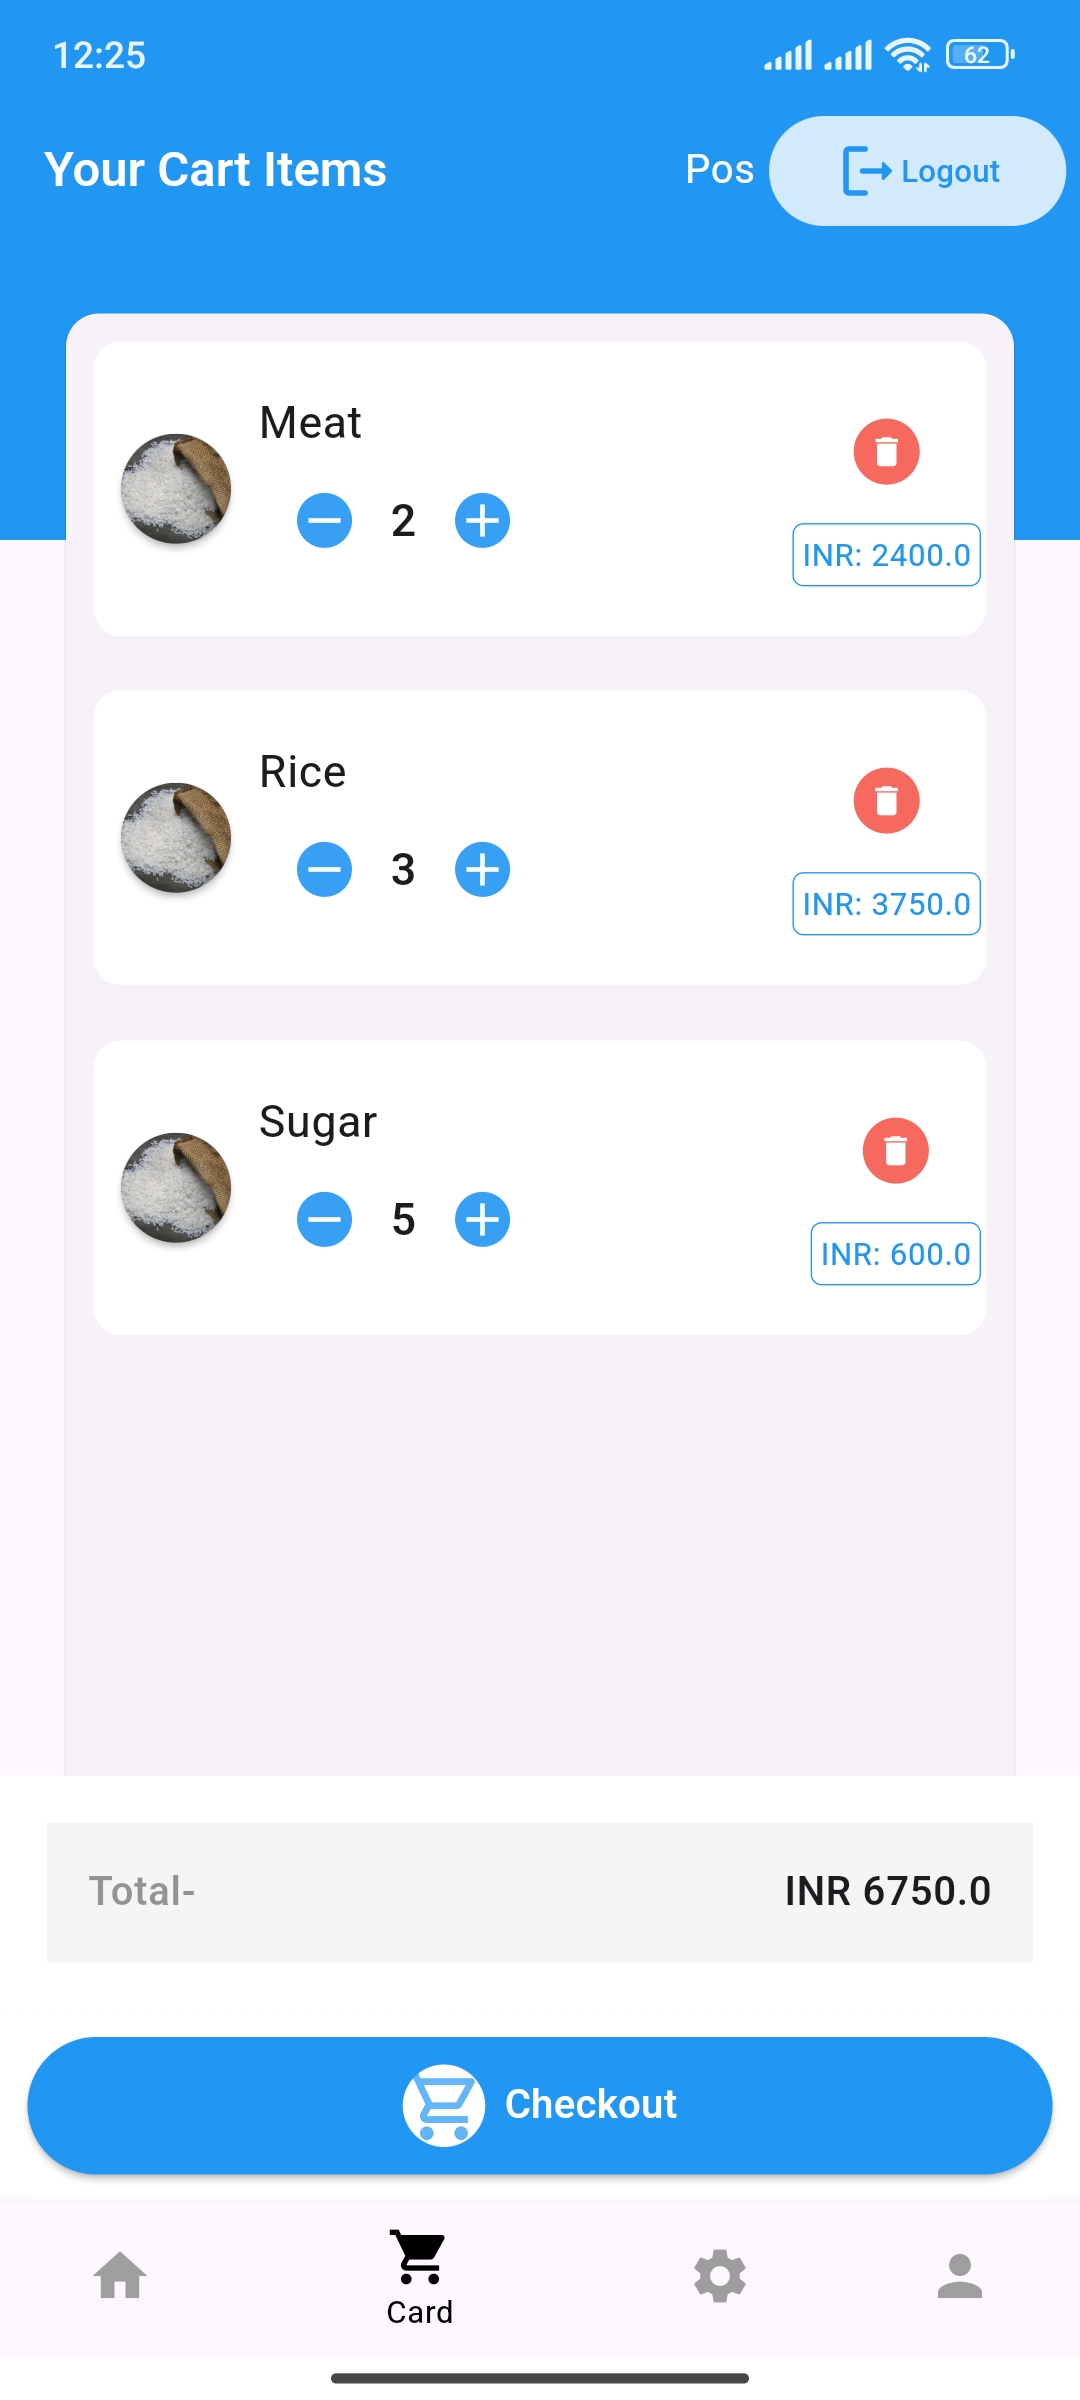 12:25
62
Your Cart Items
Pos
Logout
Meat
2
INR: 2400.0
Rice
3
INR: 3750.0
Sugar
5
INR: 600.0
Total-
INR 6750.0
Checkout
Card